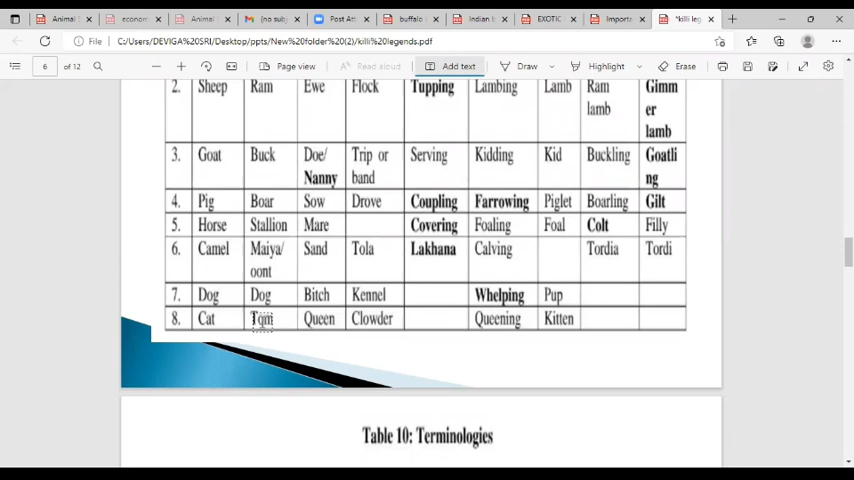 Animal
econom
Animal
(no subj
Post Att
buffalo
Indian b
EXOTIC
Importa
*killi leg
File
C:/Users/DEVIGA SRI/Desktop/ppts/New%20folder%20(2)/killi%20legends.pdf
6 of 12
Page view
Read aloud
Add text
Draw
Highlight
Erase
2. Sheep Ram Ewe Flock Tupping Lambing Lamb Ram Gimm
lamb er
lamb
3. Goat Buck Doe/ Trip or Serving Kidding Kid Buckling Goatli
Nanny band ng
4. Pig Boar Sow Drove Coupling Farrowing Piglet Boarling Gilt
5. Horse Stallion Mare Covering Foaling Foal Colt Filly
6. Camel Maiya/ Sand Tola Lakhana Calving Tordia Tordi
oont
7. Dog Dog Bitch Kennel Whelping Pup
8. Cat Tom Queen Clowder Queening Kitten
Table 10: Terminologies